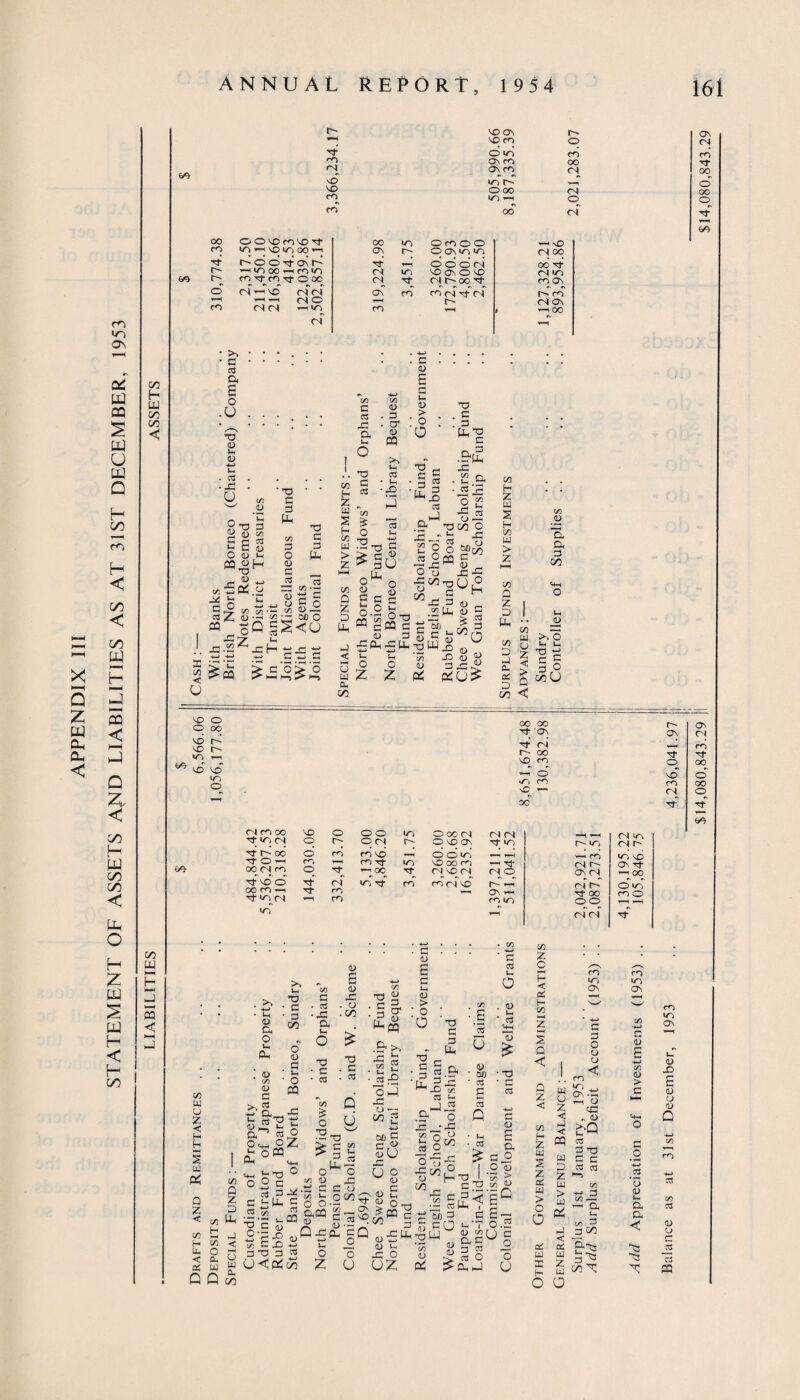 ANNUAL REPORT, 1954 161
APPENDIX III
STATEMENT OF ASSETS AND LIABILITIES AS AT 31ST DECEMBER, 1953
LIABILITIES
$ $
DRAFTS AND REMITTANCES .. 6,566.06
DEPOSITS 1,056,177.80
SPECIAL FUNDS:—
Custodian of Property .. 484,844.42
Administrator of Japanese Property 536,207.53
Rubber Fund Board 5,210,318.28
State Bank of North Borneo, Sundry
Deposits 144,030.06
North Borneo Widows' and Orphans'
Pension Fund 332,413.70
Colonial Scholars (C.D. and W. Scheme
D.694) 5,133.00
Chee Swee Cheng Scholarship Fund 4,846.20
North Borneo Central Library Bequest
Fund 3,451.75
Resident Scholarship Fund, Government
English School, Labuan 3,260.00
Wee Guan Toh Scholarship Fund .. 2,680.68
Pauper Fund 6,235.92
Loans-in-Aid—War Damage Claims
Commission 1,397,211.42
Colonial Development and Welfare Grants 521,041.52
8,651,674.48
OTHER GOVERNMENTS AND ADMINISTRATIONS 130,382.98
GENERAL REVENUE BALANCE:—
Surplus 1st January, 1953 2,042,921.71
Add Surplus and Deficit Account (1953) .. 2,087,273.51
4,130,195.22
Add Appreciation of Investments (1953) .. 105,846.75
Balance as at 31st December, 1953 4,236,041.97
$14,080,843.29
ASSETS
$ $
CASH:—
With Banks 310,774.38
British North Borneo (Chartered) Company
Notes Redeemed 2,317.50
With District Treasuries 211,450.10
In Transit 216,380.66
Joint Miscellaneous Fund 414.53
With Agents 122,039.86
Joint Colonial Fund 2,502,857.14
3,366,234.17
SPECIAL FUNDS INVESTMENTS:—
North Borneo Widows' and Orphans'
Pension Fund 319,224.98
North Borneo Central Library Bequest
Fund 3,451.75
Resident Scholarship Fund, Government
English School, Labuan 3,260.00
Rubber Fund Board 172,790.93
Chee Swee Cheng Scholarship Fund 4,800.50
Wee Guan Toh Scholarship Fund 2,462.50
505,990.66
SURPLUS FUNDS INVESTMENTS 8,187,335.39
ADVANCES:—
Sundry 1,127,328.21
Controller of Supplies 893,954.86
2,021,283.07
$14,080,843.29